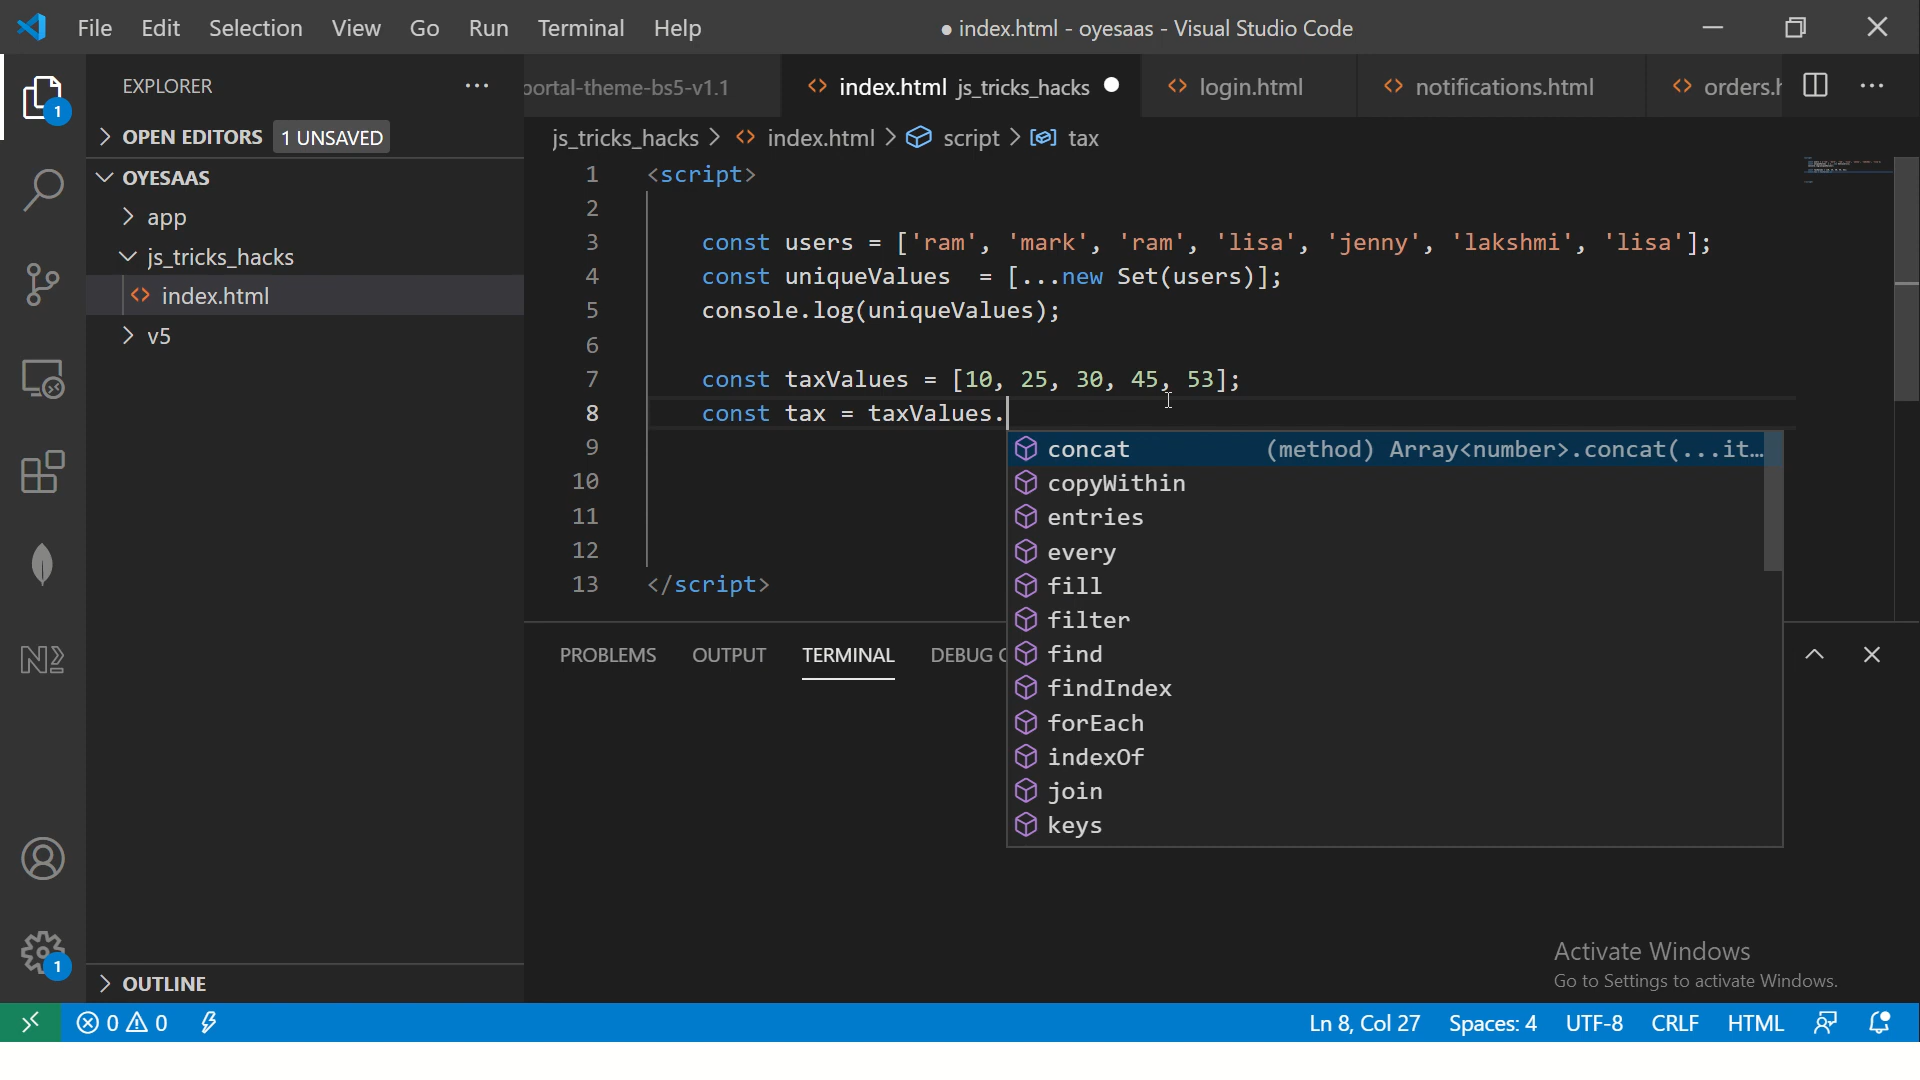 File Edit Selection View Go Run Terminal Help
● index.html - oyesaas - Visual Studio Code
EXPLORER
1
OPEN EDITORS 1 UNSAVED
OYESAAS
app
js_tricks_hacks
index.html
v5
OUTLINE
1
portal-theme-bs5-v1.1 index.html js_tricks_hacks login.html notifications.html orders.h
js_tricks_hacks > index.html > script > tax
1 <script>
2
3 const users = ['ram', 'mark', 'ram', 'lisa', 'jenny', 'lakshmi', 'lisa'];
4 const uniqueValues  = [...new Set(users)];
5 console.log(uniqueValues);
6
7 const taxValues = [10, 25, 30, 45, 53];
8 const tax = taxValues.
9
10
11
12
13 </script>
concat (method) Array<number>.concat(...it…
copyWithin
entries
every
fill
filter
find
findIndex
forEach
indexOf
join
keys
PROBLEMS OUTPUT TERMINAL DEBUG C
Activate Windows
Go to Settings to activate Windows.
0 0 Ln 8, Col 27 Spaces: 4 UTF-8 CRLF HTML